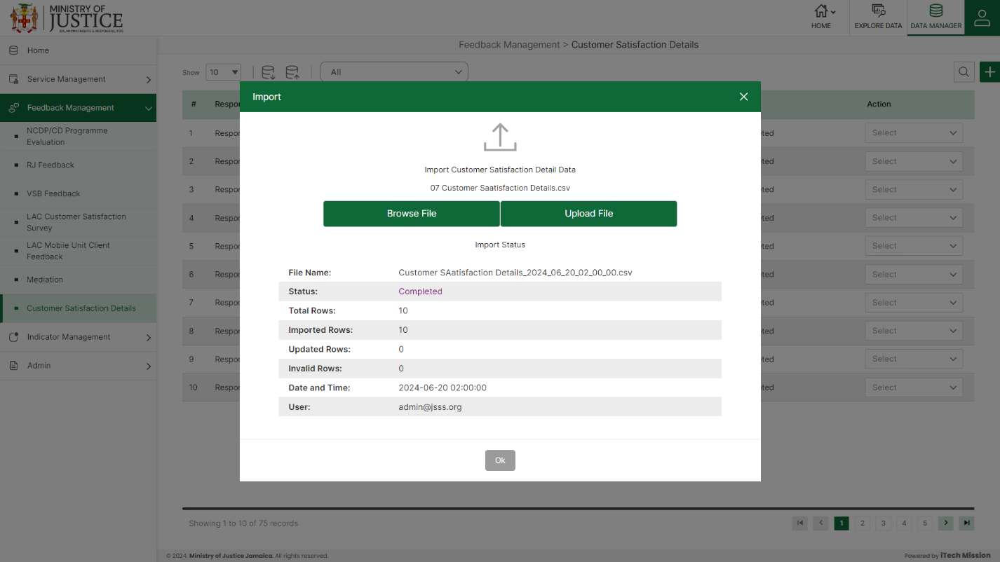 MINISTRY OF
JUSTICE
BALANCING RIGHTS & RESPONSIBILITIES
HOME
EXPLORE DATA
DATA MANAGER
Home
Service Management
Feedback Management
NCDP/CD Programme
Evaluation
RJ Feedback
VSB Feedback
LAC Customer Satisfaction
Survey
LAC Mobile Unit Client
Feedback
Mediation
Customer Satisfaction Details
Indicator Management
Admin
Feedback Management > Customer Satisfaction Details
Show 10 All
# Respo Action
1 Respo ted Select
2 Respo ted Select
3 Respo ted Select
4 Respo ted Select
5 Respo ted Select
6 Respo ted Select
7 Respo ted Select
8 Respo ted Select
9 Respo ted Select
10 Respo ted Select
Import
Import Customer Satisfaction Detail Data
07 Customer Saatisfaction Details.csv
Browse File Upload File
Import Status
File Name: Customer SAatisfaction Details_2024_06_20_02_00_00.csv
Status: Completed
Total Rows: 10
Imported Rows: 10
Updated Rows: 0
Invalid Rows: 0
Date and Time: 2024-06-20 02:00:00
User: admin@jsss.org
Ok
Showing 1 to 10 of 75 records
1 2 3 4 5
© 2024. Ministry of Justice Jamaica. All rights reserved.
Powered by iTech Mission